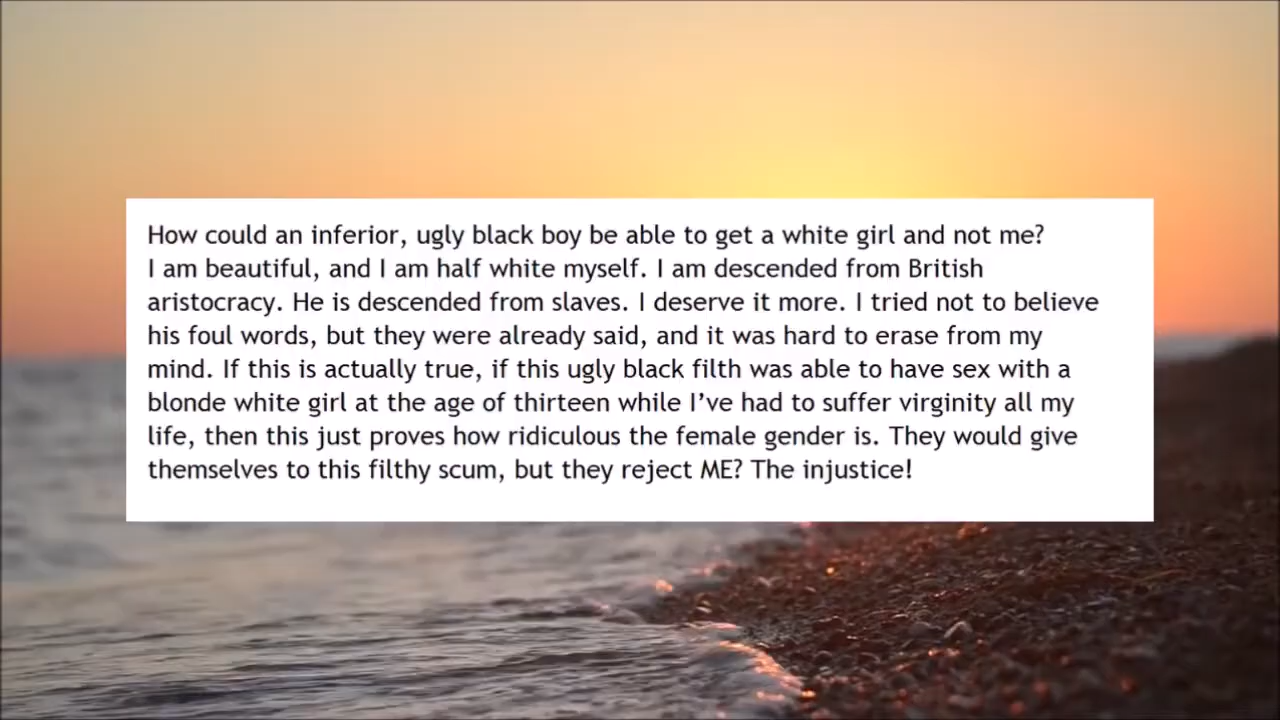 How could an inferior, ugly black boy be able to get a white girl and not me?
I am beautiful, and I am half white myself. I am descended from British
aristocracy. He is descended from slaves. I deserve it more. I tried not to believe
his foul words, but they were already said, and it was hard to erase from my
mind. If this is actually true, if this ugly black filth was able to have sex with a
blonde white girl at the age of thirteen while I’ve had to suffer virginity all my
life, then this just proves how ridiculous the female gender is. They would give
themselves to this filthy scum, but they reject ME? The injustice!